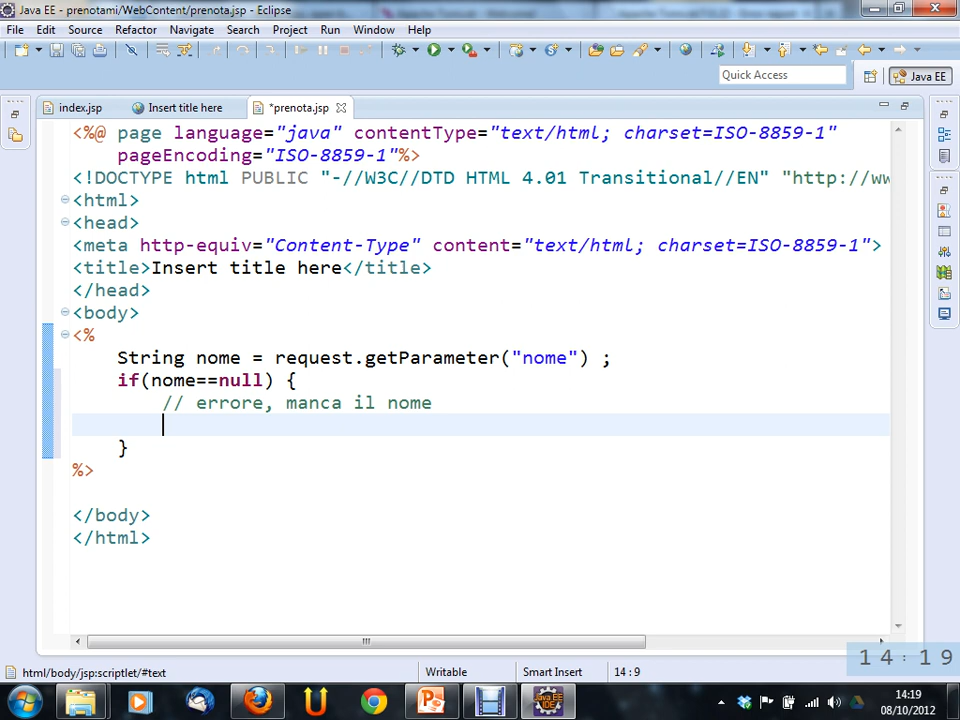 Java EE - prenotami/WebContent/prenota.jsp - Eclipse
File Edit Source Refactor Navigate Search Project Run Window Help
Quick Access
Java EE
index.jsp Insert title here *prenota.jsp
<%@ page language="java" contentType="text/html; charset=ISO-8859-1"
pageEncoding="ISO-8859-1"%>
<!DOCTYPE html PUBLIC "-//W3C//DTD HTML 4.01 Transitional//EN" "http://ww
<html>
<head>
<meta http-equiv="Content-Type" content="text/html; charset=ISO-8859-1">
<title>Insert title here</title>
</head>
<body>
<%
String nome = request.getParameter("nome") ;
if(nome==null) {
// errore, manca il nome
}
%>
</body>
</html>
14:19
html/body/jsp:scriptlet/#text Writable Smart Insert 14 : 9
14:19
08/10/2012